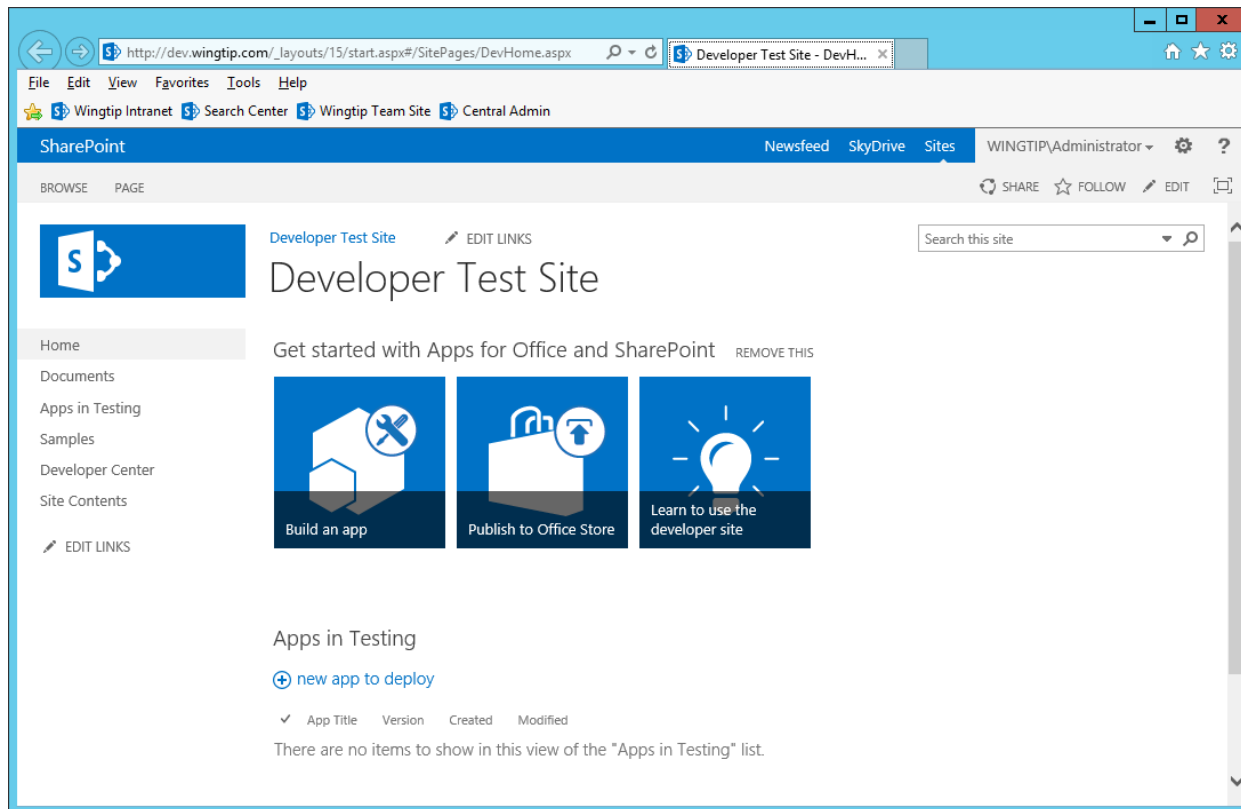 http://dev.wingtip.com/_layouts/15/start.aspx#/SitePages/DevHome.aspx
Developer Test Site - DevH...
File Edit View Favorites Tools Help
Wingtip Intranet Search Center Wingtip Team Site Central Admin
SharePoint Newsfeed SkyDrive Sites WINGTIP\Administrator ?
BROWSE PAGE SHARE FOLLOW EDIT
S
Developer Test Site EDIT LINKS
Search this site
Developer Test Site
Home
Documents
Apps in Testing
Samples
Developer Center
Site Contents
EDIT LINKS
Get started with Apps for Office and SharePoint REMOVE THIS
Build an app
Publish to Office Store
Learn to use the
developer site
Apps in Testing
new app to deploy
App Title Version Created Modified
There are no items to show in this view of the "Apps in Testing" list.